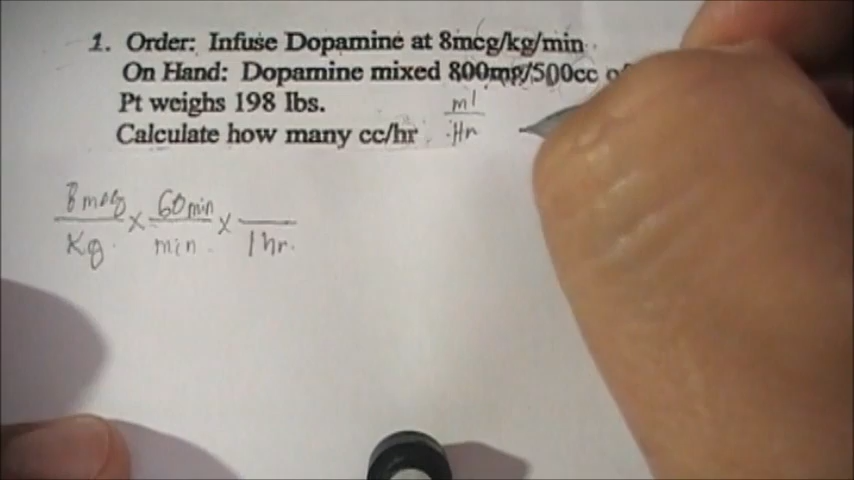 1. Order: Infuse Dopamine at 8mcg/kg/min
On Hand: Dopamine mixed 800mg/500cc
Pt weighs 198 lbs.
Calculate how many cc/hr
ml
Hr
8mcg × 60min ×
Kg. min. 1hr.